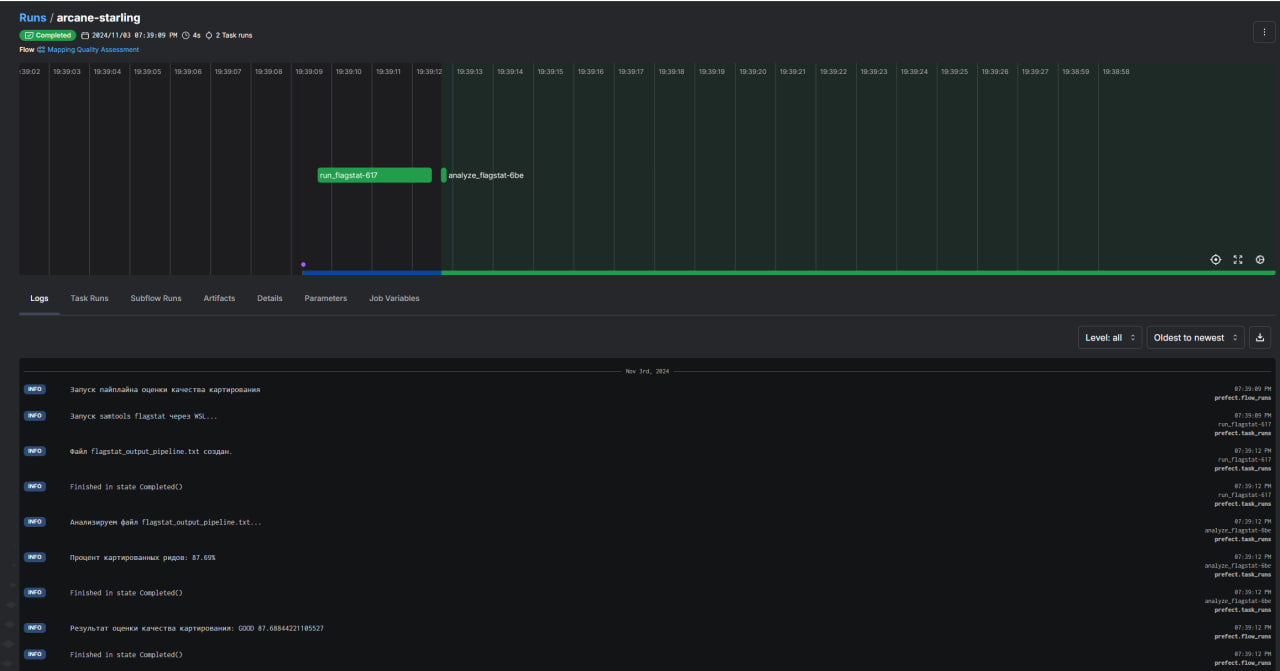 Runs / arcane-starling
Completed 2024/11/03 07:39:09 PM 4s 2 Task runs
Flow Mapping Quality Assessment
:39:02 19:39:03 19:39:04 19:39:05 19:39:06 19:39:07 19:39:08 19:39:09 19:39:10 19:39:11 19:39:12 19:39:13 19:39:14 19:39:15 19:39:16 19:39:17 19:39:18 19:39:19 19:39:20 19:39:21 19:39:22 19:39:23 19:39:24 19:39:25 19:39:26 19:39:27 19:38:59 19:38:58
run_flagstat-617 analyze_flagstat-6be
Logs Task Runs Subflow Runs Artifacts Details Parameters Job Variables
Level: all Oldest to newest
Nov 3rd, 2024
INFO Запуск пайплайна оценки качества картирования 07:39:09 PM
prefect.flow_runs
INFO Запуск samtools flagstat через WSL... 07:39:09 PM
run_flagstat-617
prefect.task_runs
INFO Файл flagstat_output_pipeline.txt создан. 07:39:12 PM
run_flagstat-617
prefect.task_runs
INFO Finished in state Completed() 07:39:12 PM
run_flagstat-617
prefect.task_runs
INFO Анализируем файл flagstat_output_pipeline.txt... 07:39:12 PM
analyze_flagstat-6be
prefect.task_runs
INFO Процент картированных ридов: 87.69% 07:39:12 PM
analyze_flagstat-6be
prefect.task_runs
INFO Finished in state Completed() 07:39:12 PM
analyze_flagstat-6be
prefect.task_runs
INFO Результат оценки качества картирования: GOOD 87.68844221105527 07:39:12 PM
prefect.flow_runs
INFO Finished in state Completed() 07:39:12 PM
prefect.flow_runs